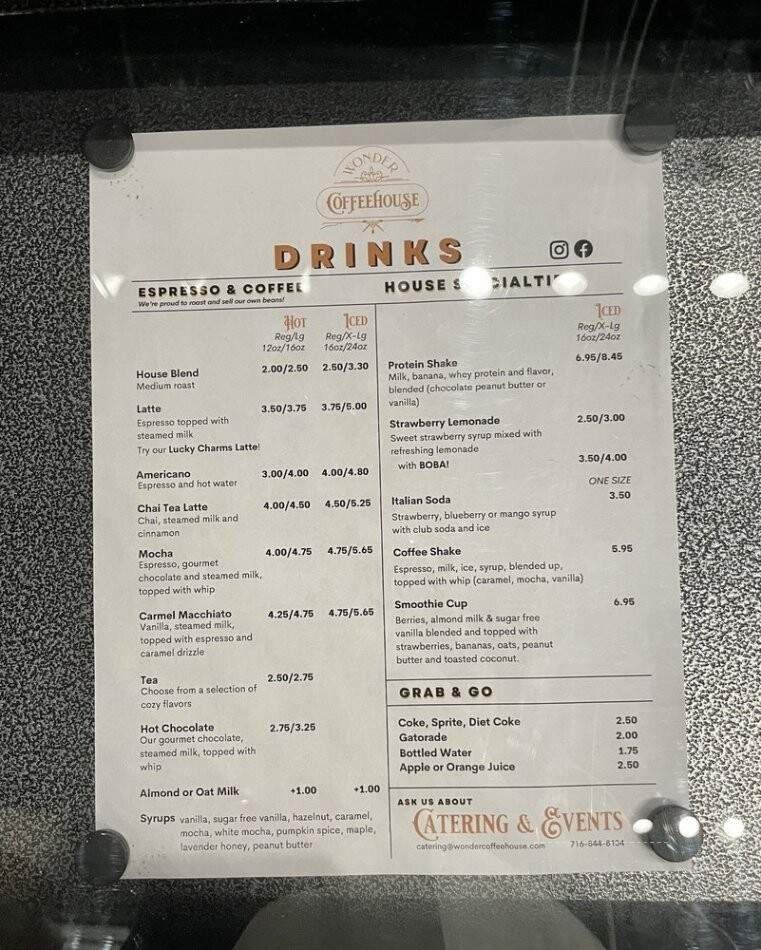 WONDER
COFFEEHOUSE
DRINKS
ESPRESSO & COFFEE
We're proud to roast and sell our own beans!
HOT ICED
Reg/Lg Reg/X-Lg
12oz/16oz 16oz/24oz
House Blend 2.00/2.50 2.50/3.30
Medium roast
Latte 3.50/3.75 3.75/5.00
Espresso topped with
steamed milk
Try our Lucky Charms Latte!
Americano 3.00/4.00 4.00/4.80
Espresso and hot water
Chai Tea Latte 4.00/4.50 4.50/5.25
Chai, steamed milk and
cinnamon
Mocha 4.00/4.75 4.75/5.65
Espresso, gourmet
chocolate and steamed milk,
topped with whip
Carmel Macchiato 4.25/4.75 4.75/5.65
Vanilla, steamed milk,
topped with espresso and
caramel drizzle
Tea 2.50/2.75
Choose from a selection of
cozy flavors
Hot Chocolate 2.75/3.25
Our gourmet chocolate,
steamed milk, topped with
whip
Almond or Oat Milk +1.00 +1.00
Syrups vanilla, sugar free vanilla, hazelnut, caramel,
mocha, white mocha, pumpkin spice, maple,
lavender honey, peanut butter
HOUSE
ICED
Reg/X-Lg
16oz/24oz
Protein Shake 6.95/8.45
Milk, banana, whey protein and flavor,
blended (chocolate peanut butter or
vanilla)
Strawberry Lemonade 2.50/3.00
Sweet strawberry syrup mixed with
refreshing lemonade
with BOBA! 3.50/4.00
ONE SIZE
Italian Soda 3.50
Strawberry, blueberry or mango syrup
with club soda and ice
Coffee Shake 5.95
Espresso, milk, ice, syrup, blended up,
topped with whip (caramel, mocha, vanilla)
Smoothie Cup 6.95
Berries, almond milk & sugar free
vanilla blended and topped with
strawberries, bananas, oats, peanut
butter and toasted coconut.
GRAB & GO
Coke, Sprite, Diet Coke 2.50
Gatorade 2.00
Bottled Water 1.75
Apple or Orange Juice 2.50
ASK US ABOUT
CATERING & EVENTS
catering@wondercoffeehouse.com